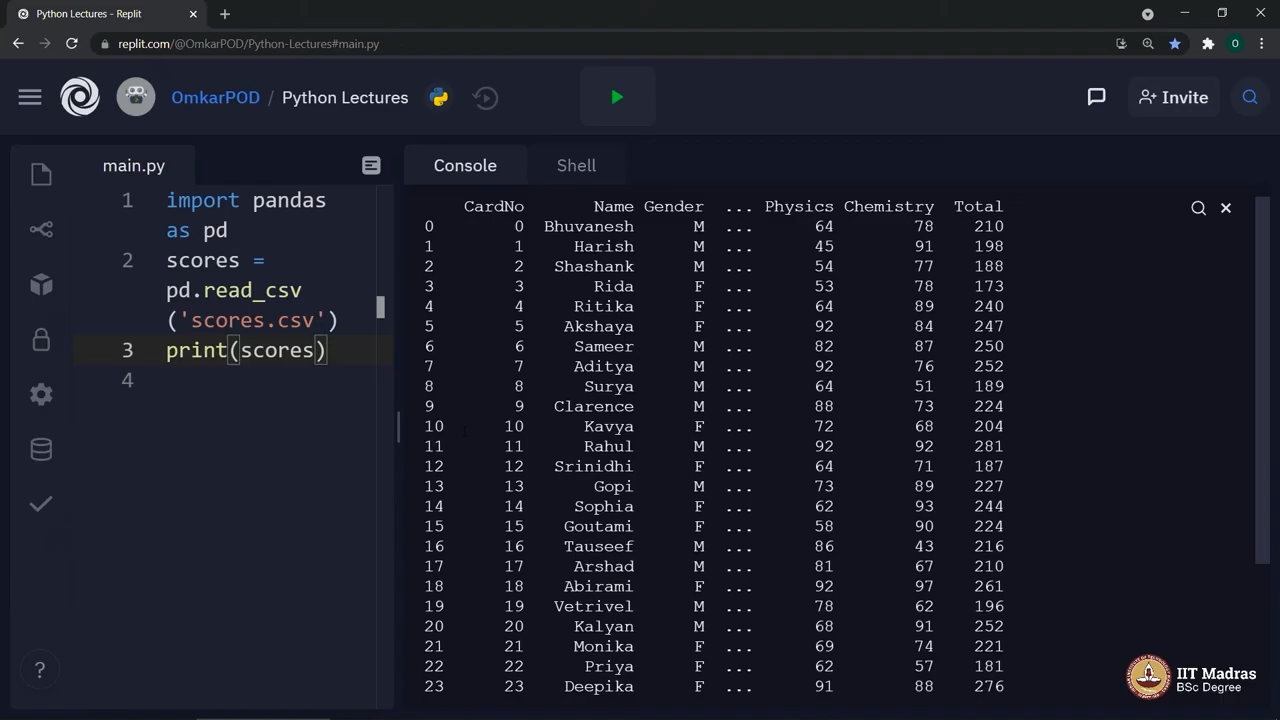 Python Lectures - Replit
replit.com/@OmkarPOD/Python-Lectures#main.py
O
OmkarPOD / Python Lectures
Invite
main.py
Console
Shell
1 import pandas
as pd
2 scores =
pd.read_csv
('scores.csv')
3 print(scores)
4
CardNo Name Gender ... Physics Chemistry Total
0 0 Bhuvanesh M ... 64 78 210
1 1 Harish M ... 45 91 198
2 2 Shashank M ... 54 77 188
3 3 Rida F ... 53 78 173
4 4 Ritika F ... 64 89 240
5 5 Akshaya F ... 92 84 247
6 6 Sameer M ... 82 87 250
7 7 Aditya M ... 92 76 252
8 8 Surya M ... 64 51 189
9 9 Clarence M ... 88 73 224
10 10 Kavya F ... 72 68 204
11 11 Rahul M ... 92 92 281
12 12 Srinidhi F ... 64 71 187
13 13 Gopi M ... 73 89 227
14 14 Sophia F ... 62 93 244
15 15 Goutami F ... 58 90 224
16 16 Tauseef M ... 86 43 216
17 17 Arshad M ... 81 67 210
18 18 Abirami F ... 92 97 261
19 19 Vetrivel M ... 78 62 196
20 20 Kalyan M ... 68 91 252
21 21 Monika F ... 69 74 221
22 22 Priya F ... 62 57 181
23 23 Deepika F ... 91 88 276
?
IIT Madras
BSc Degree